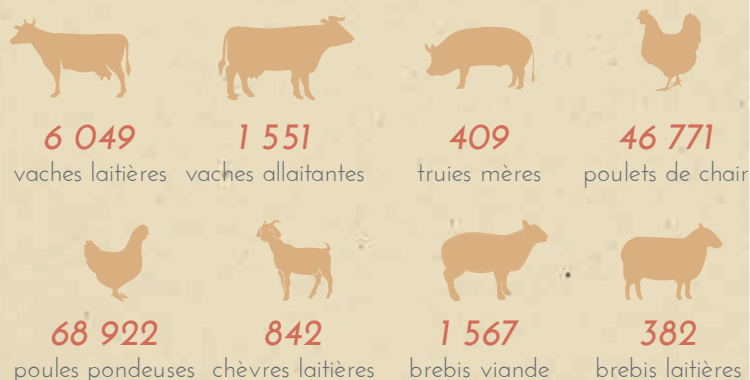 6 049 1 551 409 46 771
vaches laitières vaches allaitantes truies mères poulets de chair
68 922 842 1 567 382
poules pondeuses chèvres laitières brebis viande brebis laitières